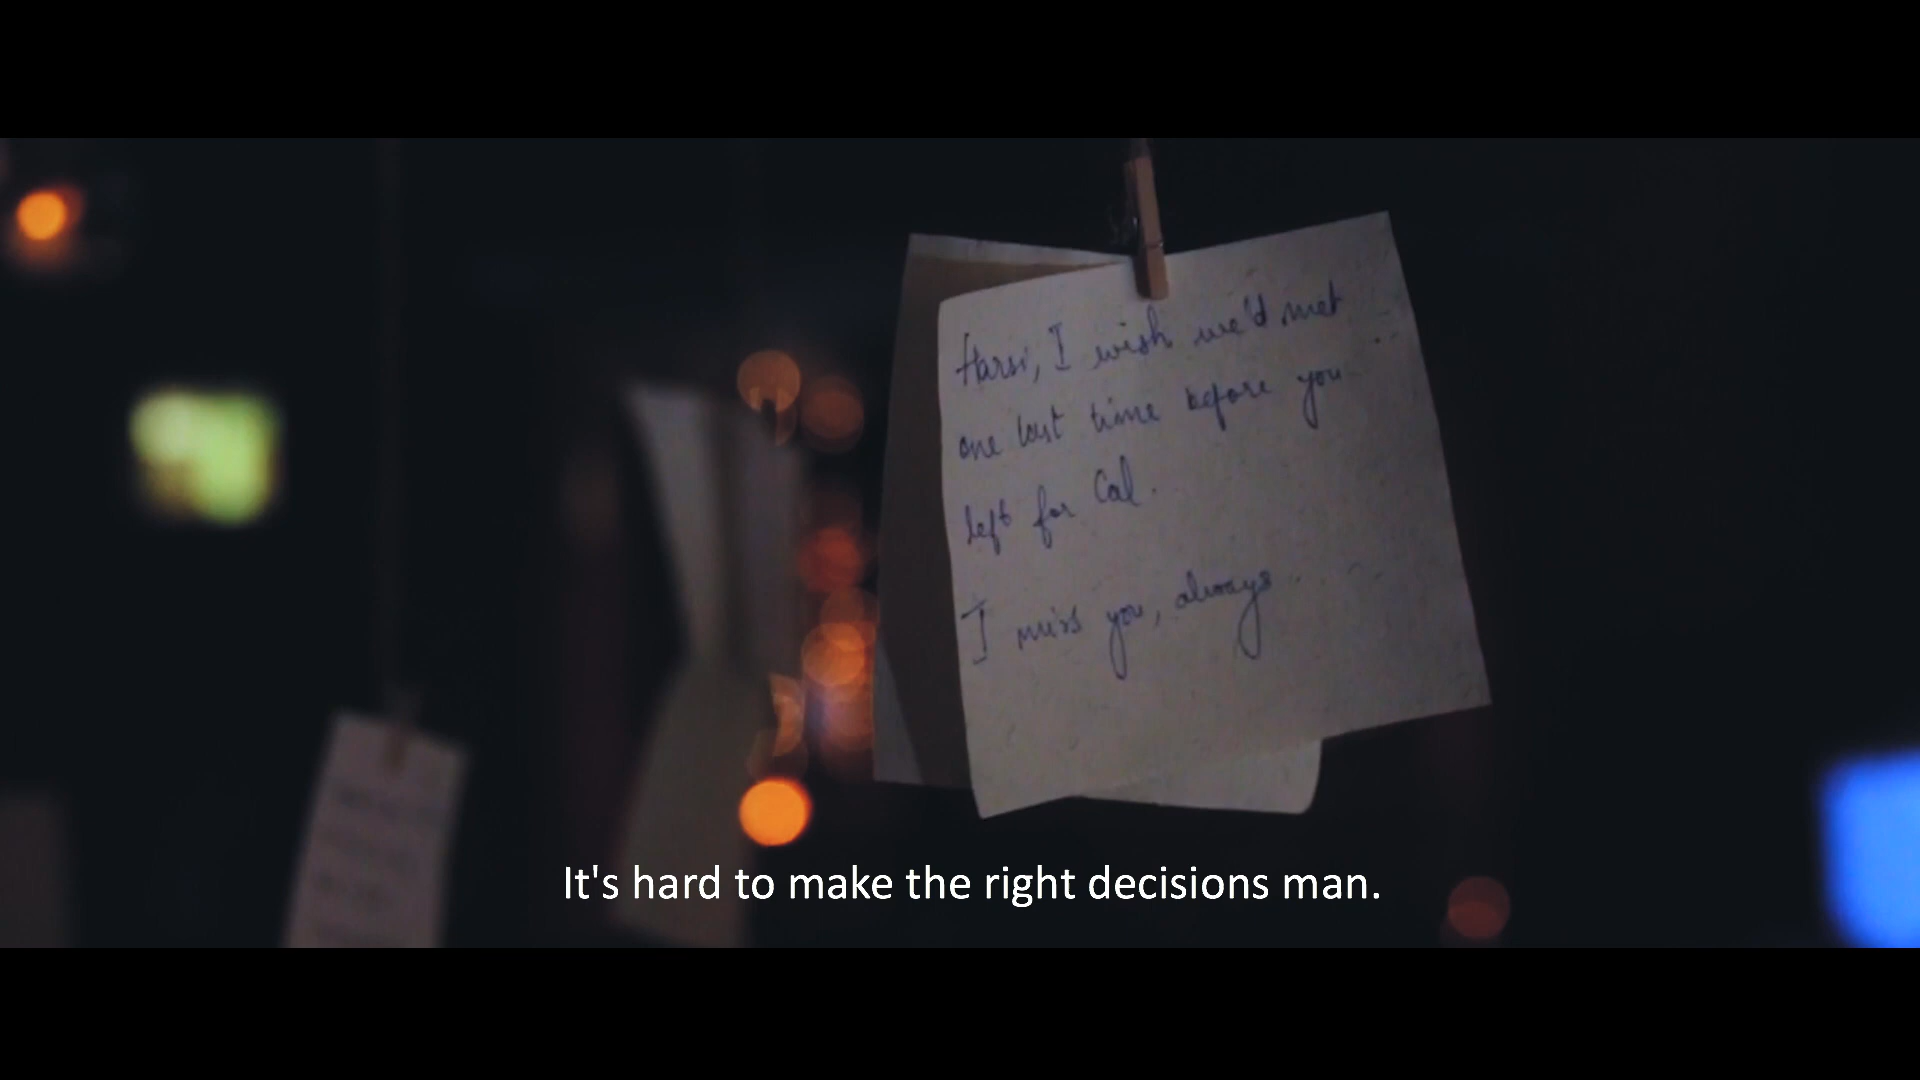 Harsi, I wish we'd met
one last time before you
left for Cal.
I miss you, always
It's hard to make the right decisions man.